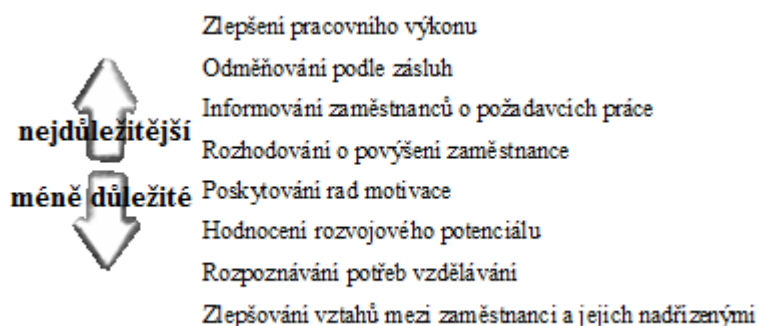 Zlepšení pracovního výkonu
Odměňování podle zásluh
Informování zaměstnanců o požadavcích práce
nejdůležitější
Rozhodování o povýšení zaměstnance
méně důležité
Poskytování rad motivace
Hodnocení rozvojového potenciálu
Rozpoznávání potřeb vzdělávání
Zlepšování vztahů mezi zaměstnanci a jejich nadřízenými